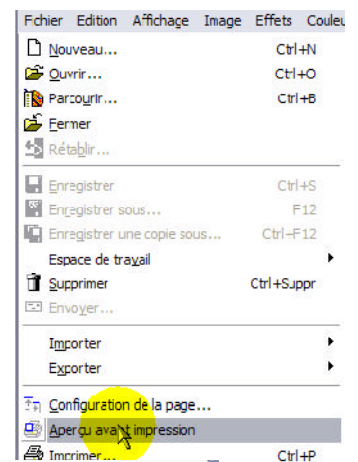 Fichier Edition Affichage Image Effets Couleu
Nouveau... Ctrl+N
Ouvrir... Ctrl+O
Parcourir... Ctrl+B
Fermer
Rétablir...
Enregistrer Ctrl+S
Enregistrer sous... F12
Enregistrer une copie sous... Ctrl+F12
Espace de travail
Supprimer Ctrl+Suppr
Envoyer...
Importer
Exporter
Configuration de la page...
Aperçu avant impression
Imprimer... Ctrl+P